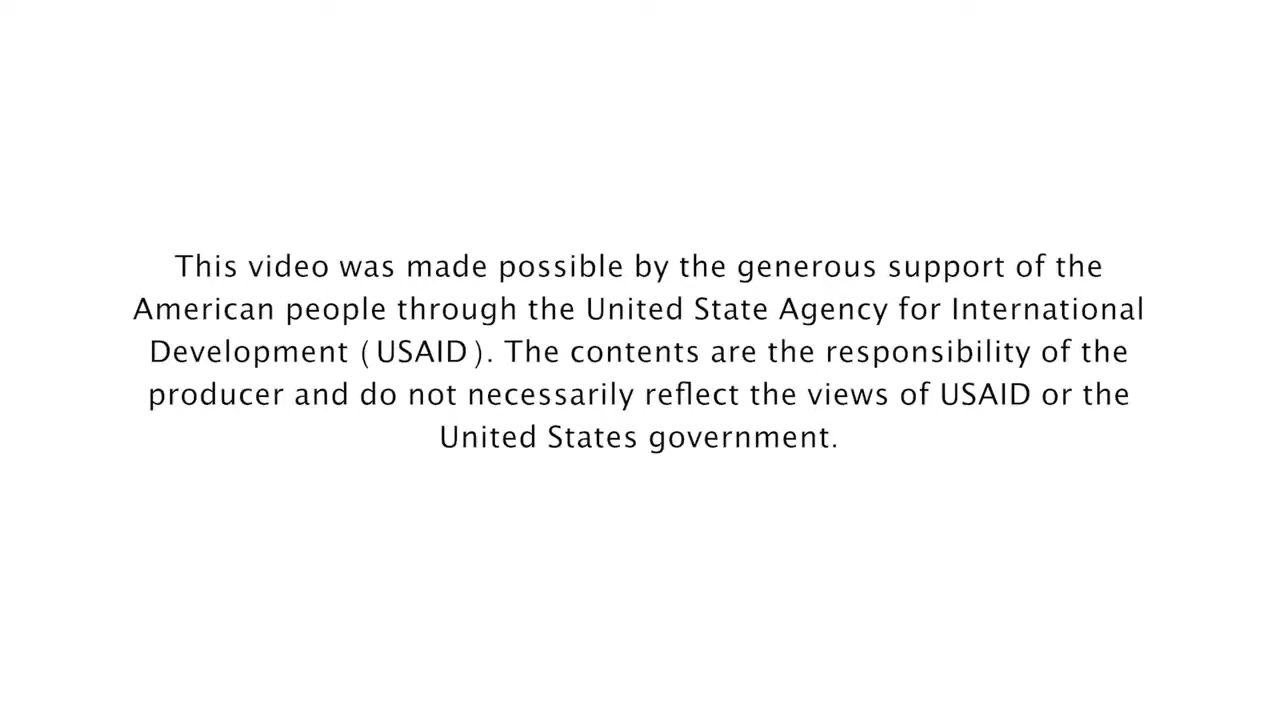 This video was made possible by the generous support of the
American people through the United State Agency for International
Development (USAID). The contents are the responsibility of the
producer and do not necessarily reflect the views of USAID or the
United States government.